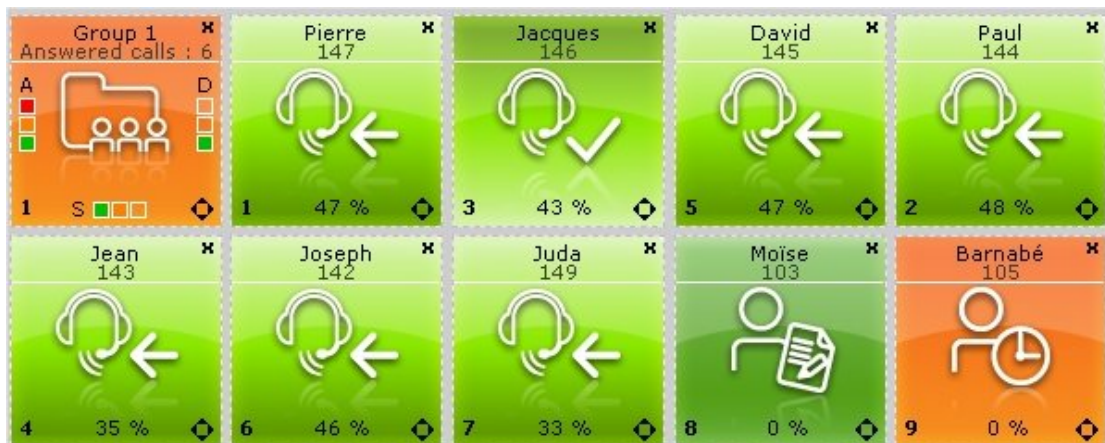 Group 1
Answered calls : 6
A
D
1
S
Pierre
147
1
47 %
Jacques
146
3
43 %
David
145
5
47 %
Paul
144
2
48 %
Jean
143
4
35 %
Joseph
142
6
46 %
Juda
149
7
33 %
Moïse
103
8
0 %
Barnabé
105
9
0 %